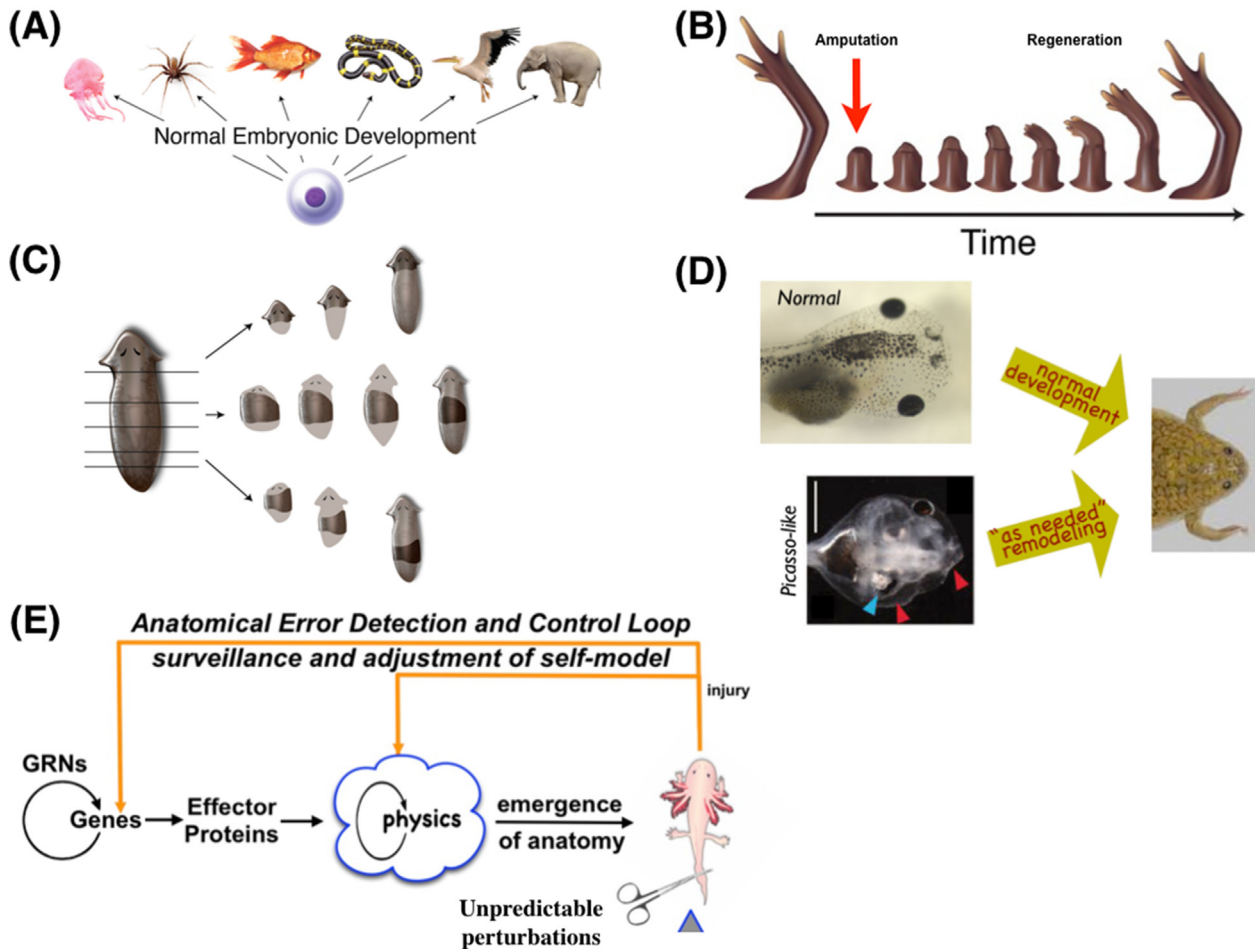 (A)
Normal Embryonic Development
(B)
Amputation
Regeneration
Time
(C)
(D)
Normal
normal
development
Picasso-like
"as needed"
remodeling
(E)
Anatomical Error Detection and Control Loop
surveillance and adjustment of self-model
injury
GRNs
Genes
Effector
Proteins
physics
emergence
of anatomy
Unpredictable
perturbations